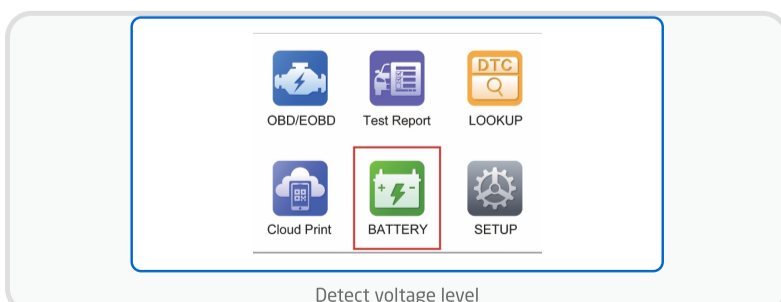 DTC
OBD/EOBD Test Report LOOKUP
+ -
Cloud Print BATTERY SETUP
Detect voltage level